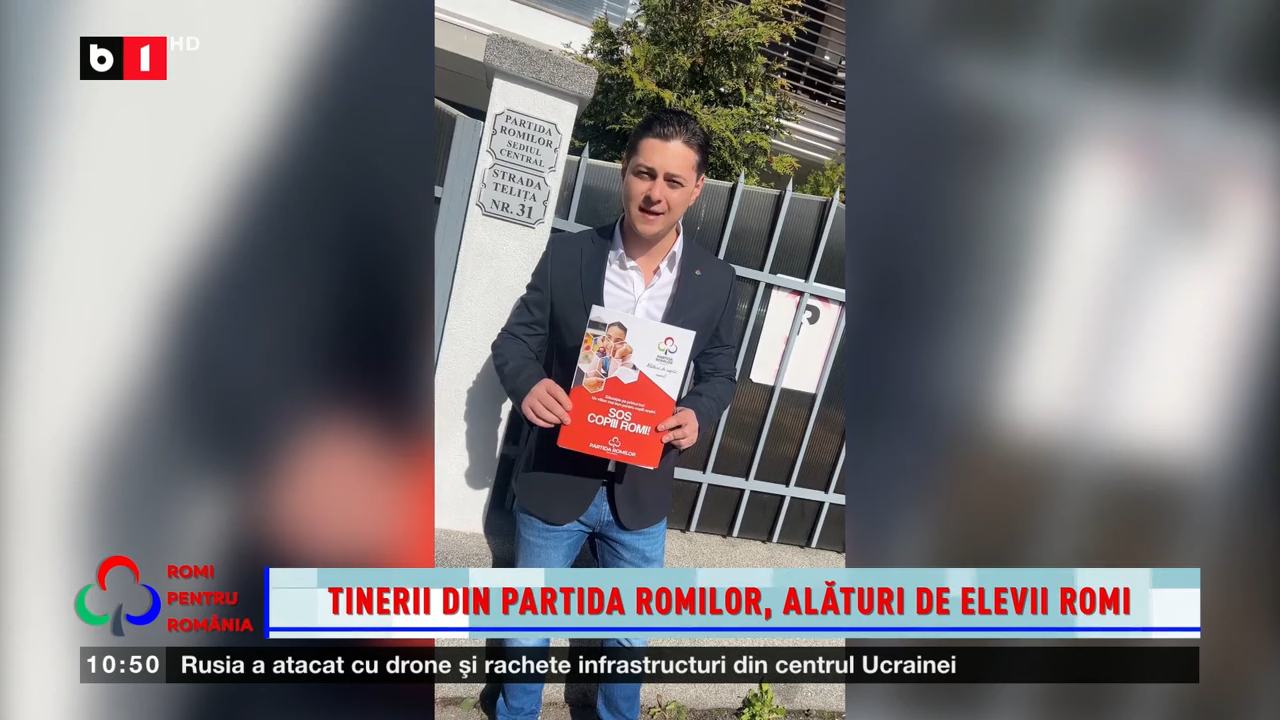 b1 HD
PARTIDA
ROMILOR
SEDIUL
CENTRAL
STRADA
TELIȚA
NR. 31
PARTIDA
ROMILOR
SOS
COPIII ROMI!
PARTIDA ROMILOR
ROMI
PENTRU
ROMÂNIA
TINERII DIN PARTIDA ROMILOR, ALĂTURI DE ELEVII ROMI
10:50 Rusia a atacat cu drone şi rachete infrastructuri din centrul Ucrainei